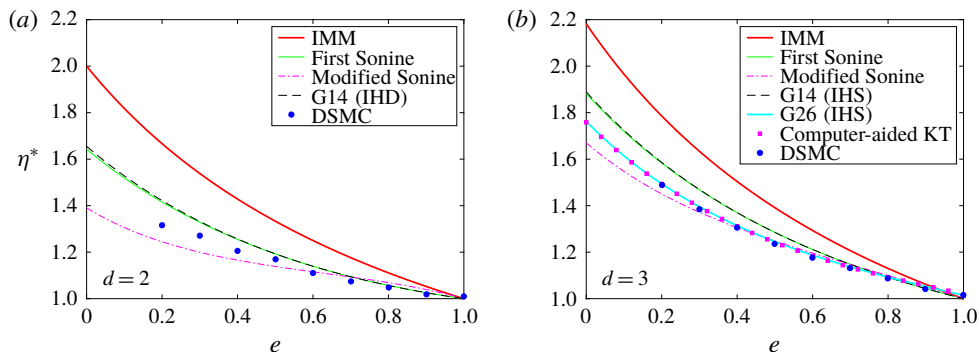 (a)
2.2
2.0
1.8
1.6
1.4
1.2
1.0
η*
IMM
First Sonine
Modified Sonine
G14 (IHD)
DSMC
d = 2
0
0.2
0.4
0.6
0.8
1.0
e
(b)
2.2
2.0
1.8
1.6
1.4
1.2
1.0
IMM
First Sonine
Modified Sonine
G14 (IHS)
G26 (IHS)
Computer-aided KT
DSMC
d = 3
0
0.2
0.4
0.6
0.8
1.0
e